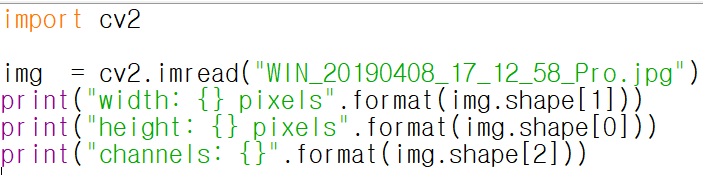 import cv2
img  = cv2.imread("WIN_20190408_17_12_58_Pro.jpg")
print("width: {} pixels".format(img.shape[1]))
print("height: {} pixels".format(img.shape[0]))
print("channels: {}".format(img.shape[2]))